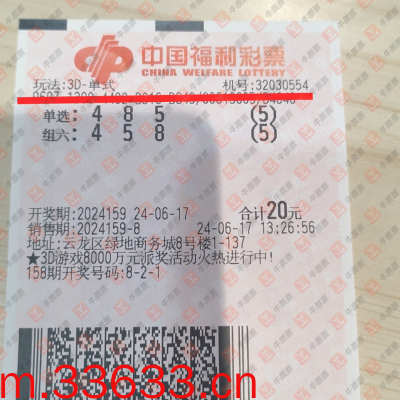 中国福利彩票
CHINA WELFARE LOTTERY
玩法:3D-单式 机号:32030554
单选: 4 8 5 (5)
组六: 4 5 8 (5)
开奖期:2024159 24-06-17 合计20元
销售期:2024159-8 24-06-17 13:26:56
地址:云龙区绿地商务城8号楼1-137
★3D游戏8000万元派奖活动火热进行中!
158期开奖号码:8-2-1
m.33633.cn